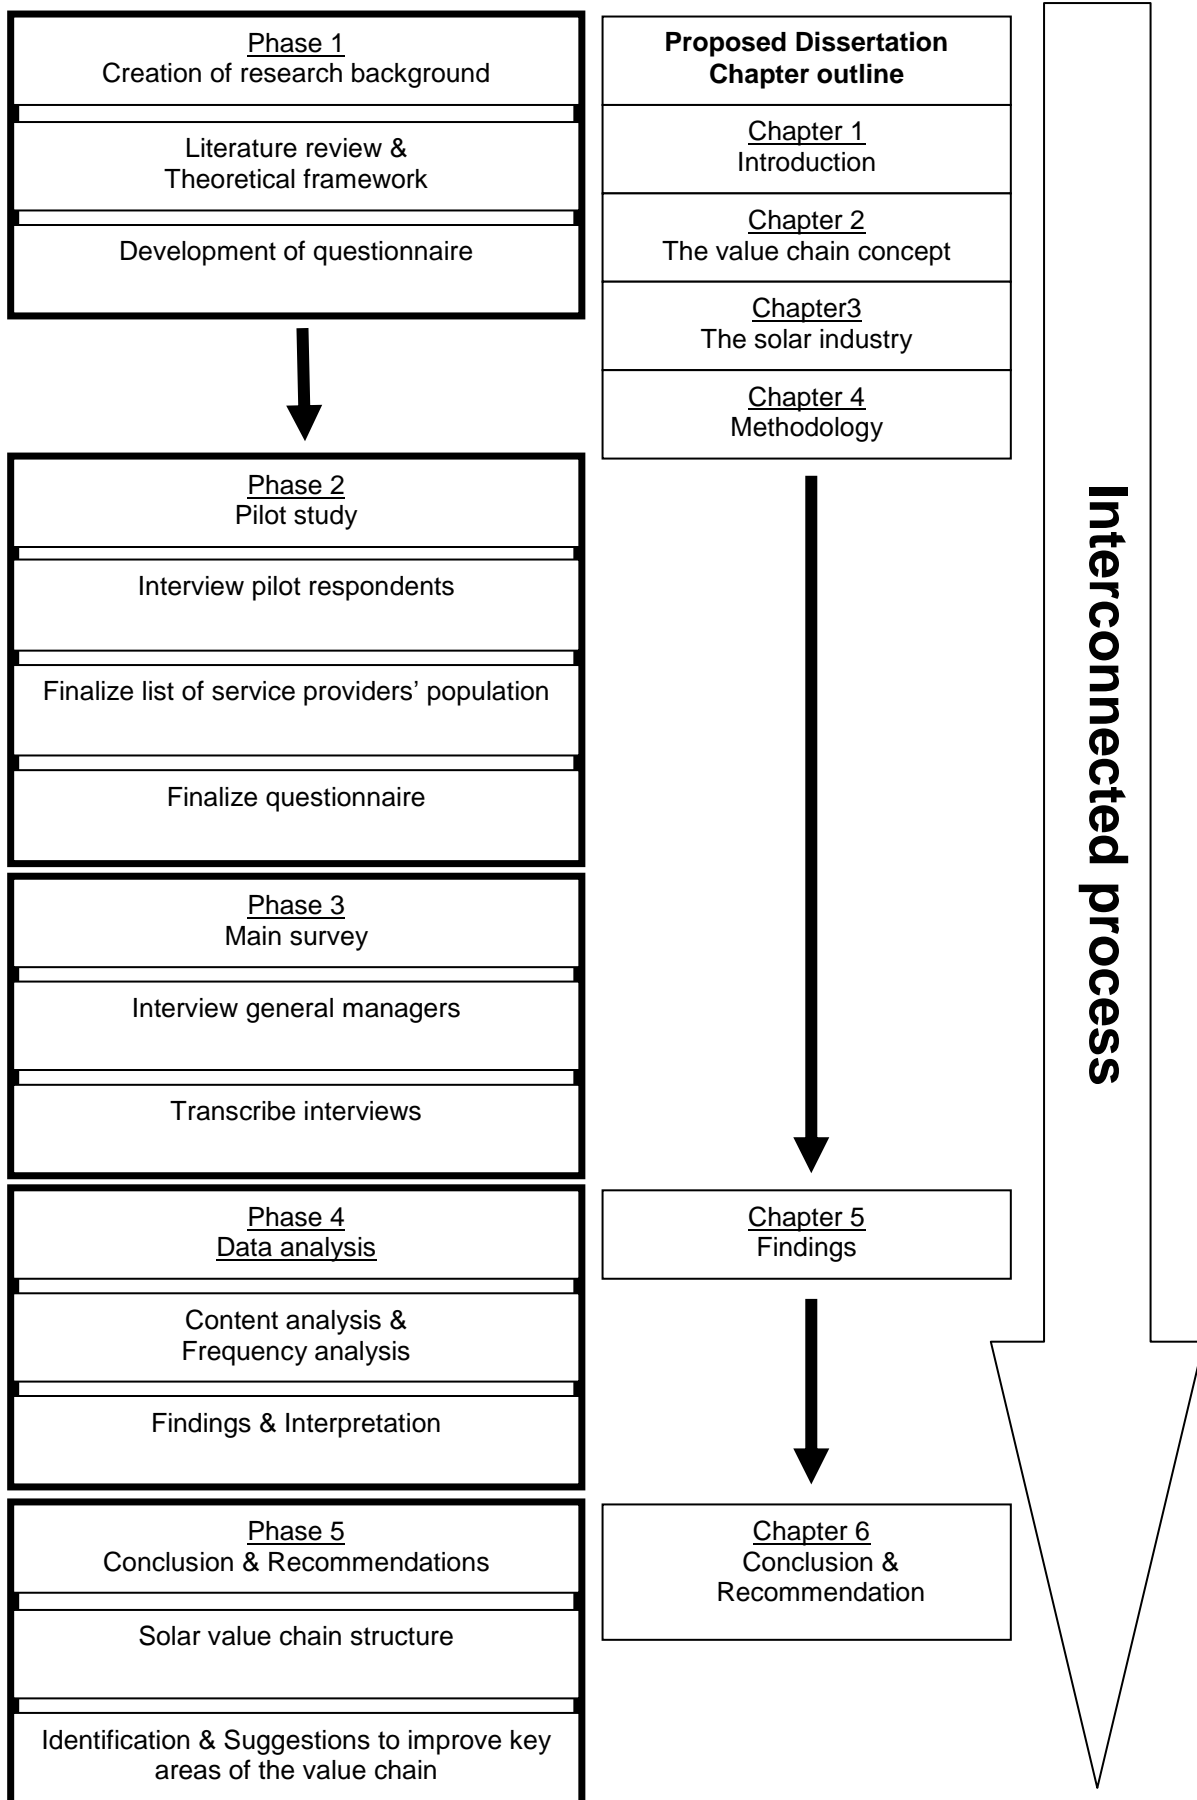 Phase 1
Creation of research background
Literature review &
Theoretical framework
Development of questionnaire
Phase 2
Pilot study
Interview pilot respondents
Finalize list of service providers’ population
Finalize questionnaire
Phase 3
Main survey
Interview general managers
Transcribe interviews
Phase 4
Data analysis
Content analysis &
Frequency analysis
Findings & Interpretation
Phase 5
Conclusion & Recommendations
Solar value chain structure
Identification & Suggestions to improve key
areas of the value chain
Proposed Dissertation
Chapter outline
Chapter 1
Introduction
Chapter 2
The value chain concept
Chapter3
The solar industry
Chapter 4
Methodology
Chapter 5
Findings
Chapter 6
Conclusion &
Recommendation
Interconnected process